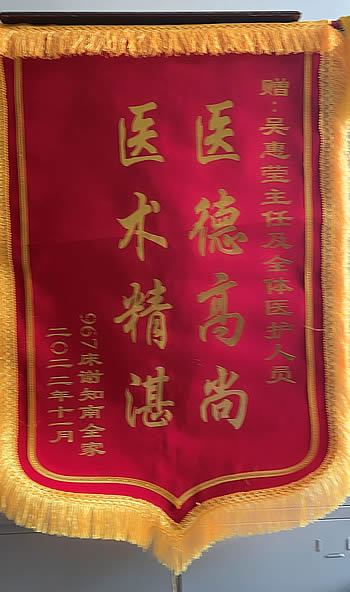 赠：吴惠莹主任及全体医护人员
医德高尚
医术精湛
967床谢知南全家
二〇二二年十一月